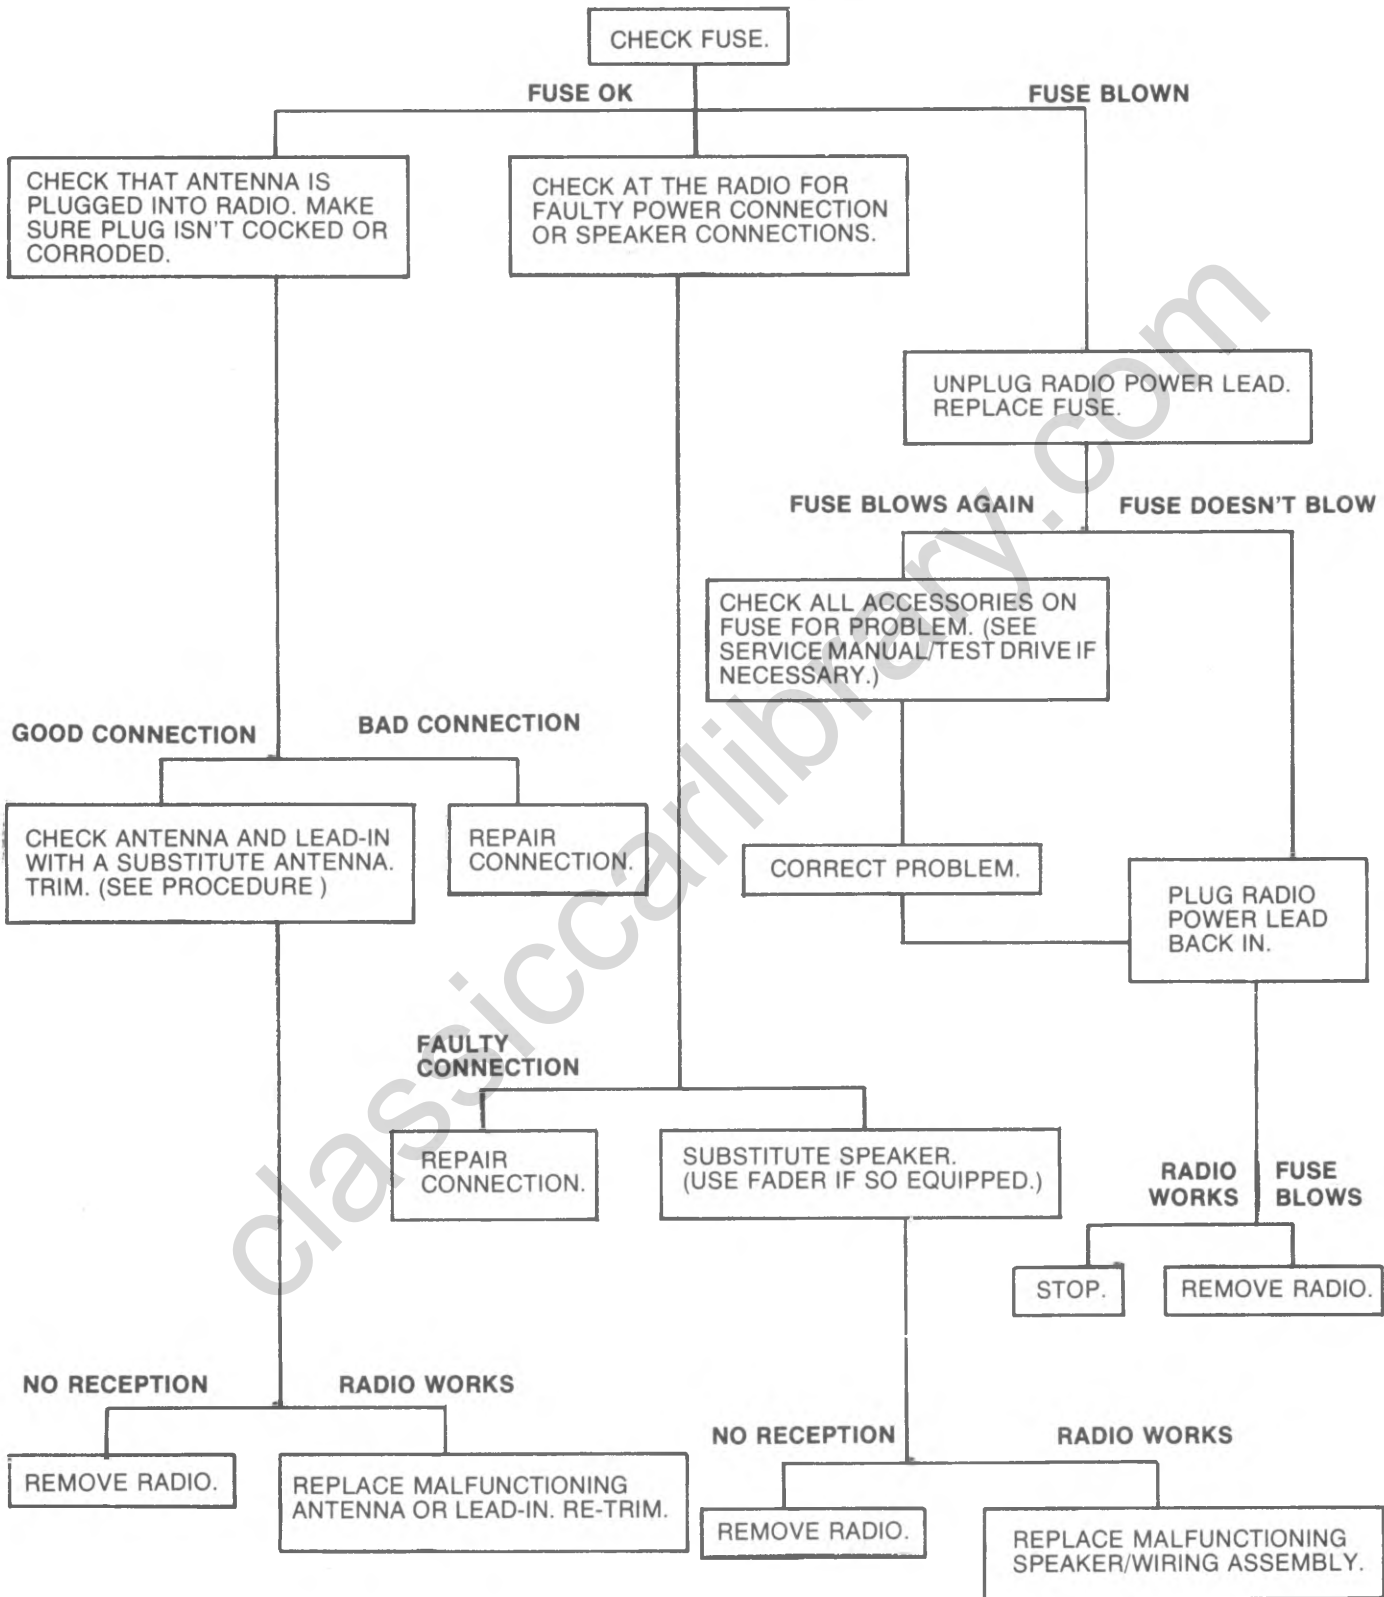 CHECK FUSE.
FUSE OK
FUSE BLOWN
CHECK THAT ANTENNA IS
PLUGGED INTO RADIO. MAKE
SURE PLUG ISN'T COCKED OR
CORRODED.
CHECK AT THE RADIO FOR
FAULTY POWER CONNECTION
OR SPEAKER CONNECTIONS.
UNPLUG RADIO POWER LEAD.
REPLACE FUSE.
FUSE BLOWS AGAIN
FUSE DOESN'T BLOW
CHECK ALL ACCESSORIES ON
FUSE FOR PROBLEM. (SEE
SERVICE MANUAL/TEST DRIVE IF
NECESSARY.)
GOOD CONNECTION
BAD CONNECTION
CHECK ANTENNA AND LEAD-IN
WITH A SUBSTITUTE ANTENNA.
TRIM. (SEE PROCEDURE )
REPAIR
CONNECTION.
CORRECT PROBLEM.
PLUG RADIO
POWER LEAD
BACK IN.
FAULTY
CONNECTION
REPAIR
CONNECTION.
SUBSTITUTE SPEAKER.
(USE FADER IF SO EQUIPPED.)
RADIO
WORKS
FUSE
BLOWS
STOP.
REMOVE RADIO.
NO RECEPTION
RADIO WORKS
REMOVE RADIO.
REPLACE MALFUNCTIONING
ANTENNA OR LEAD-IN. RE-TRIM.
NO RECEPTION
RADIO WORKS
REMOVE RADIO.
REPLACE MALFUNCTIONING
SPEAKER/WIRING ASSEMBLY.
classiccarlibrary.com